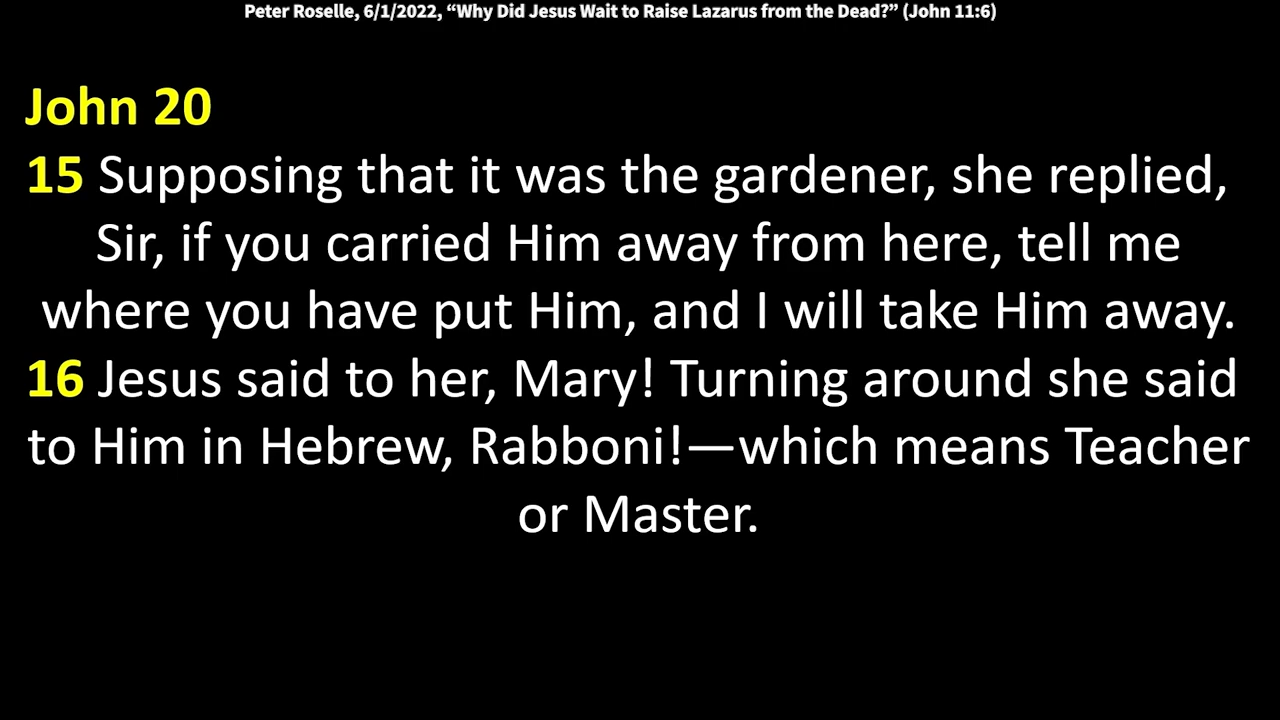 Peter Roselle, 6/1/2022, “Why Did Jesus Wait to Raise Lazarus from the Dead?” (John 11:6)
John 20
15 Supposing that it was the gardener, she replied,
Sir, if you carried Him away from here, tell me
where you have put Him, and I will take Him away.
16 Jesus said to her, Mary! Turning around she said
to Him in Hebrew, Rabboni!—which means Teacher
or Master.